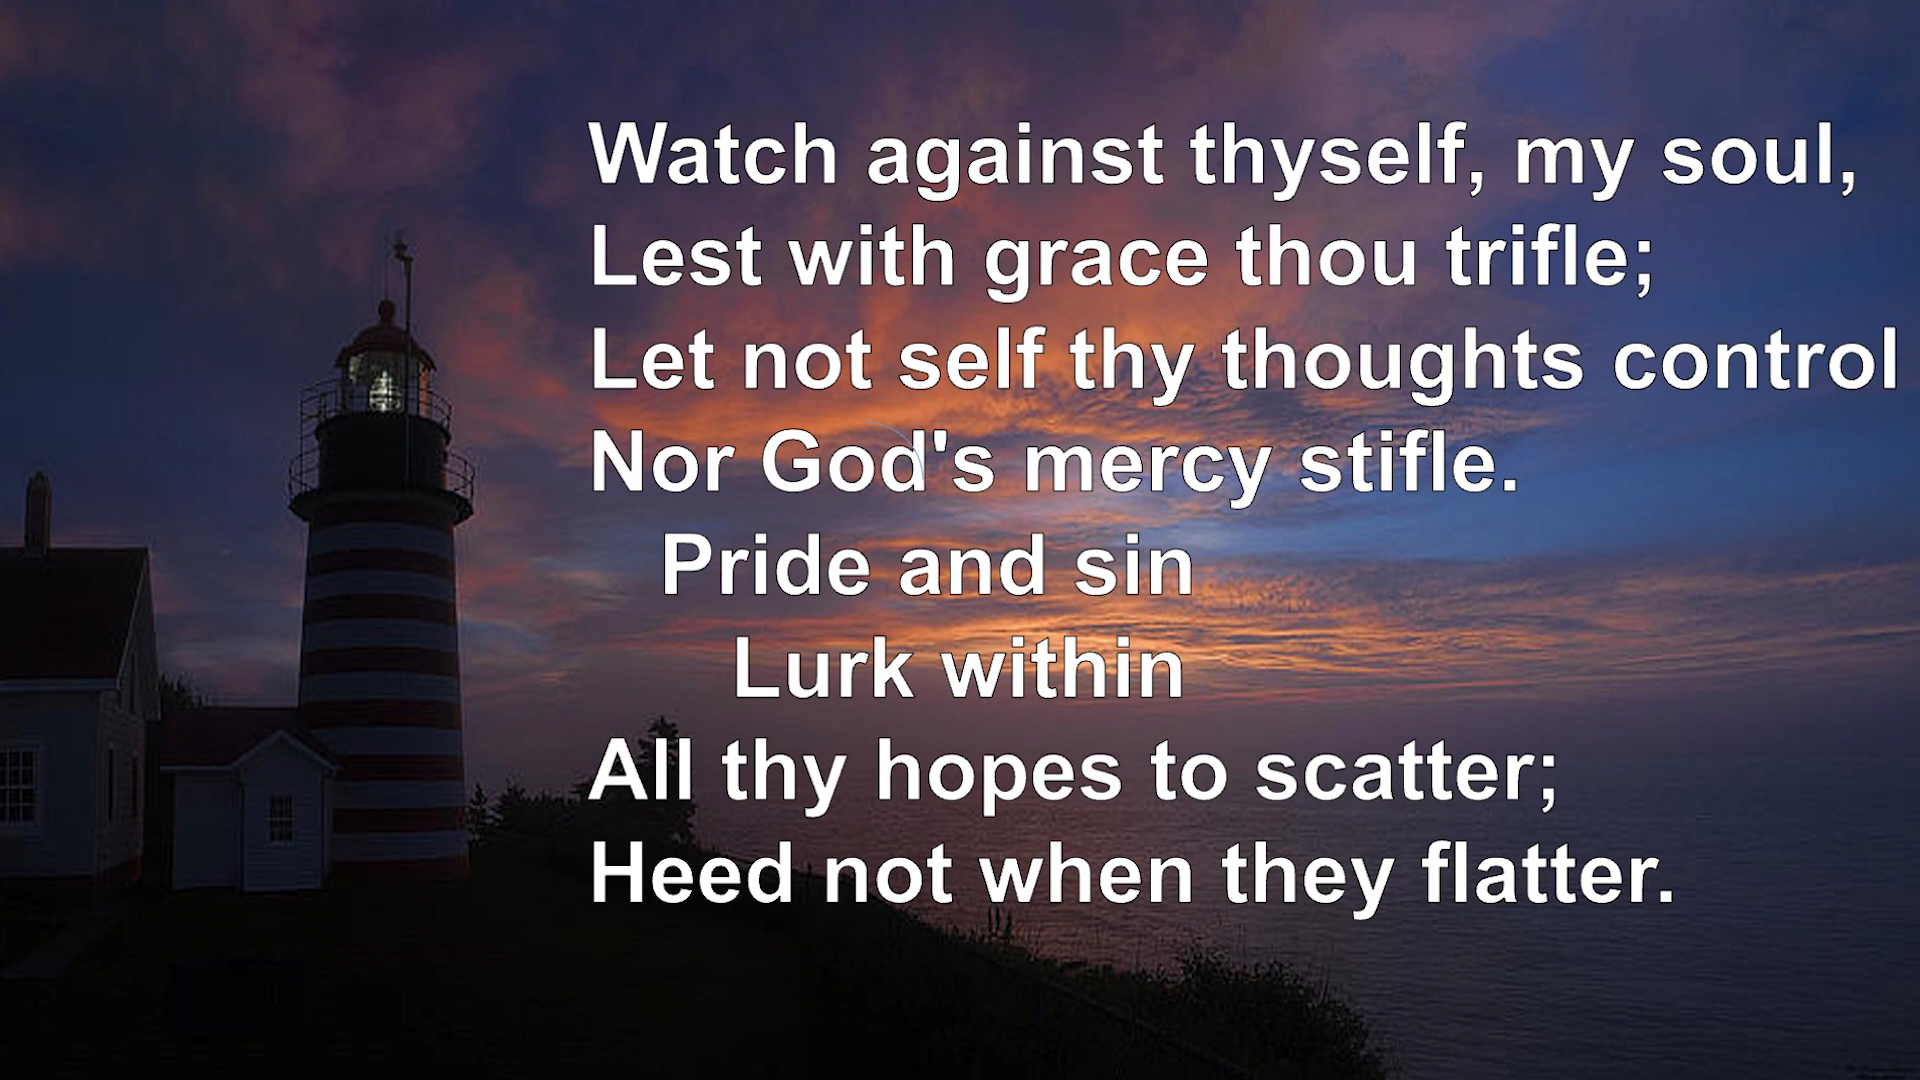 Watch against thyself, my soul,
Lest with grace thou trifle;
Let not self thy thoughts control
Nor God's mercy stifle.
Pride and sin
Lurk within
All thy hopes to scatter;
Heed not when they flatter.